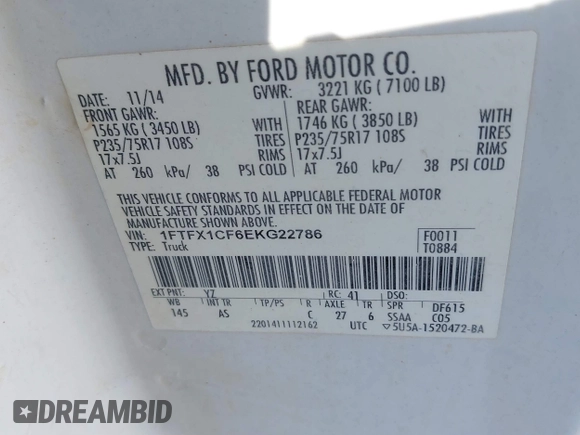 MFD. BY FORD MOTOR CO.
DATE: 11/14 GVWR: 3221 KG ( 7100 LB)
FRONT GAWR: REAR GAWR:
1565 KG ( 3450 LB) WITH 1746 KG ( 3850 LB) WITH
P235/75R17 108S TIRES P235/75R17 108S TIRES
17x7.5J RIMS 17x7.5J RIMS
AT 260 kPa/ 38 PSI COLD AT 260 kPa/ 38 PSI COLD
THIS VEHICLE CONFORMS TO ALL APPLICABLE FEDERAL MOTOR
VEHICLE SAFETY STANDARDS IN EFFECT ON THE DATE OF
MANUFACTURE SHOWN ABOVE.
VIN: 1FTFX1CF6EKG22786 F0011
TYPE: Truck T0884
EXT PNT: YZ RC: 41 DSO:
WB INT TR TP/PS R AXLE TR SPR DF615
145 AS C 27 6 SSAA C05
2201411112162 UTC ▽5U5A-1520472-BA
DREAMBID